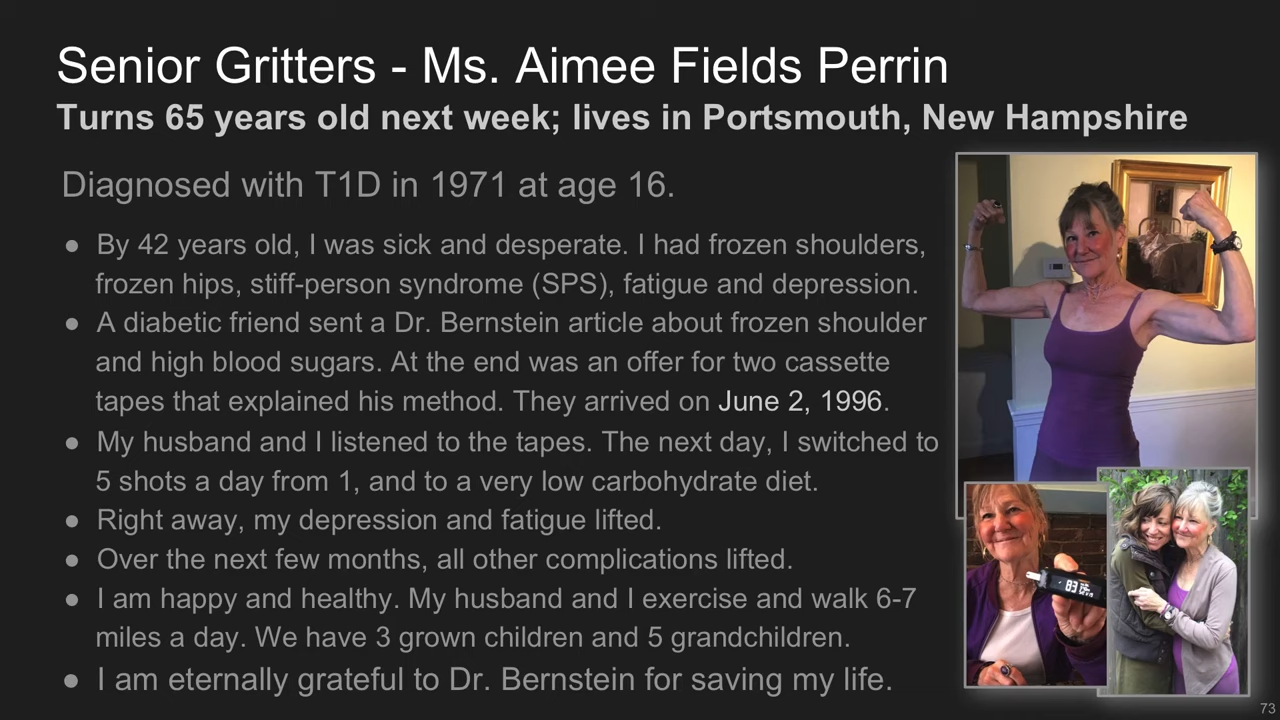 Senior Gritters - Ms. Aimee Fields Perrin
Turns 65 years old next week; lives in Portsmouth, New Hampshire
Diagnosed with T1D in 1971 at age 16.
● By 42 years old, I was sick and desperate. I had frozen shoulders,
frozen hips, stiff-person syndrome (SPS), fatigue and depression.
● A diabetic friend sent a Dr. Bernstein article about frozen shoulder
and high blood sugars. At the end was an offer for two cassette
tapes that explained his method. They arrived on June 2, 1996.
● My husband and I listened to the tapes. The next day, I switched to
5 shots a day from 1, and to a very low carbohydrate diet.
● Right away, my depression and fatigue lifted.
● Over the next few months, all other complications lifted.
● I am happy and healthy. My husband and I exercise and walk 6-7
miles a day. We have 3 grown children and 5 grandchildren.
● I am eternally grateful to Dr. Bernstein for saving my life.
83
73